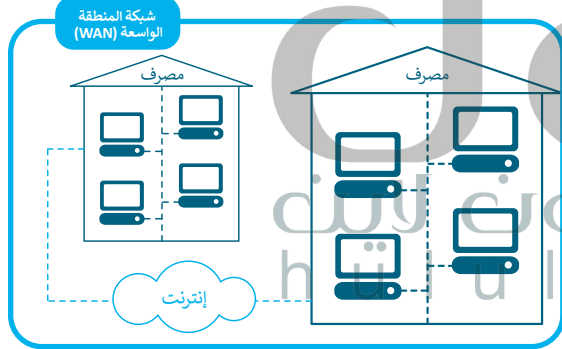 شبكة المنطقة
الواسعة (WAN)
مصرف
مصرف
إنترنت
hulul